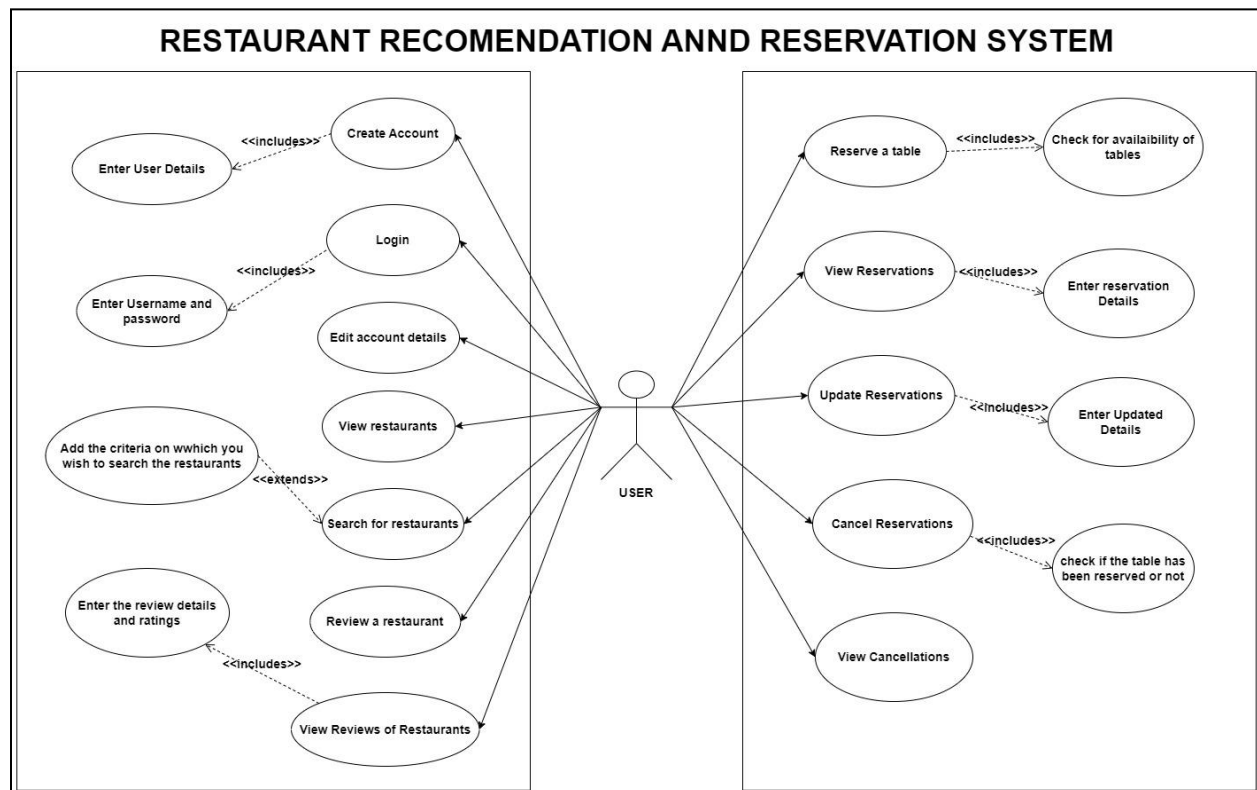 RESTAURANT RECOMENDATION ANND RESERVATION SYSTEM
Create Account
<<includes>>
Enter User Details
Login
<<includes>>
Enter Username and
password
Edit account details
View restaurants
Add the criteria on wwhich you
wish to search the restaurants
<<extends>>
Search for restaurants
Enter the review details
and ratings
Review a restaurant
<<includes>>
View Reviews of Restaurants
USER
Reserve a table
<<includes>>
Check for availaibility of
tables
View Reservations
<<includes>>
Enter reservation
Details
Update Reservations
<<includes>>
Enter Updated
Details
Cancel Reservations
<<includes>>
check if the table has
been reserved or not
View Cancellations